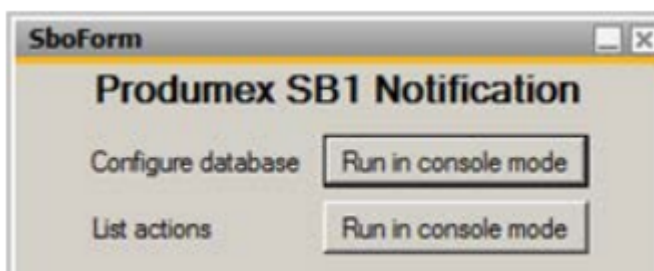 SboForm
Produmex SB1 Notification
Configure database Run in console mode
List actions Run in console mode